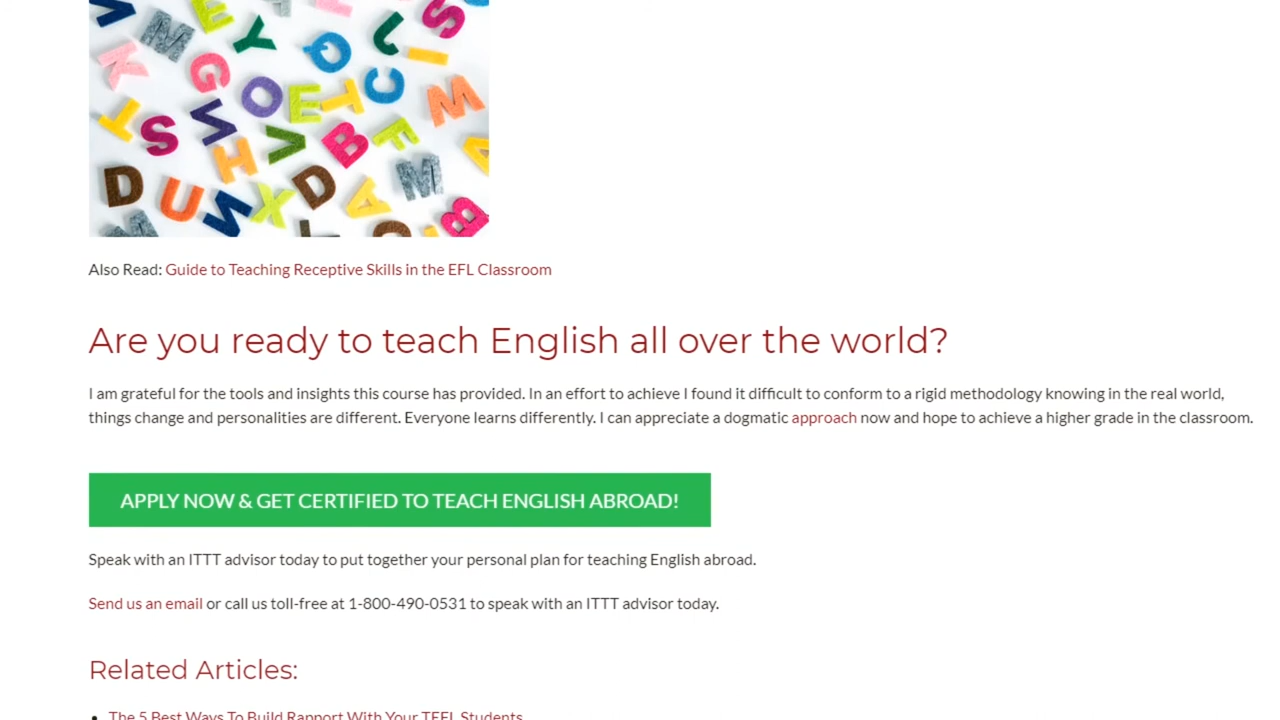 Also Read: Guide to Teaching Receptive Skills in the EFL Classroom
Are you ready to teach English all over the world?
I am grateful for the tools and insights this course has provided. In an effort to achieve I found it difficult to conform to a rigid methodology knowing in the real world,
things change and personalities are different. Everyone learns differently. I can appreciate a dogmatic approach now and hope to achieve a higher grade in the classroom.
APPLY NOW & GET CERTIFIED TO TEACH ENGLISH ABROAD!
Speak with an ITTT advisor today to put together your personal plan for teaching English abroad.
Send us an email or call us toll-free at 1-800-490-0531 to speak with an ITTT advisor today.
Related Articles:
The 5 Best Ways To Build Rapport With Your TEFL Students